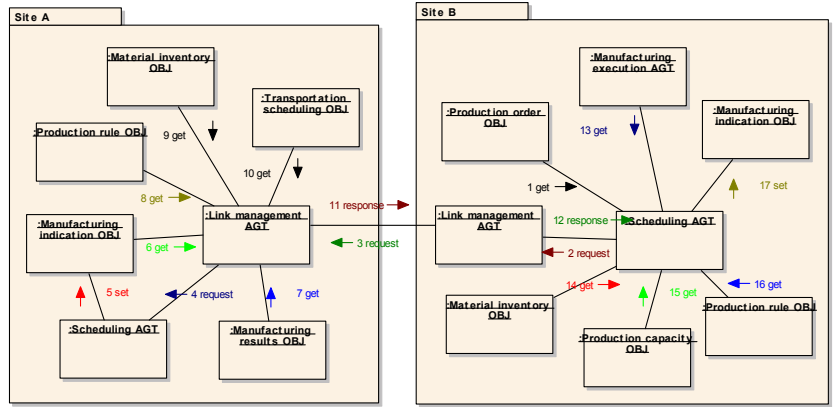 Site A
:Material inventory
OBJ
:Transportation
scheduling OBJ
:Production rule OBJ
9 get
10 get
8 get
:Link management
AGT
:Manufacturing
indication OBJ
6 get
5 set
4 request
7 get
:Scheduling AGT
:Manufacturing
results OBJ
11 response
3 request
Site B
:Manufacturing
execution AGT
:Production order
OBJ
:Manufacturing
indication OBJ
13 get
1 get
17 set
:Link management
AGT
12 response
:Scheduling AGT
2 request
14 get
15 get
16 get
:Material inventory
OBJ
:Production rule OBJ
:Production capacity
OBJ